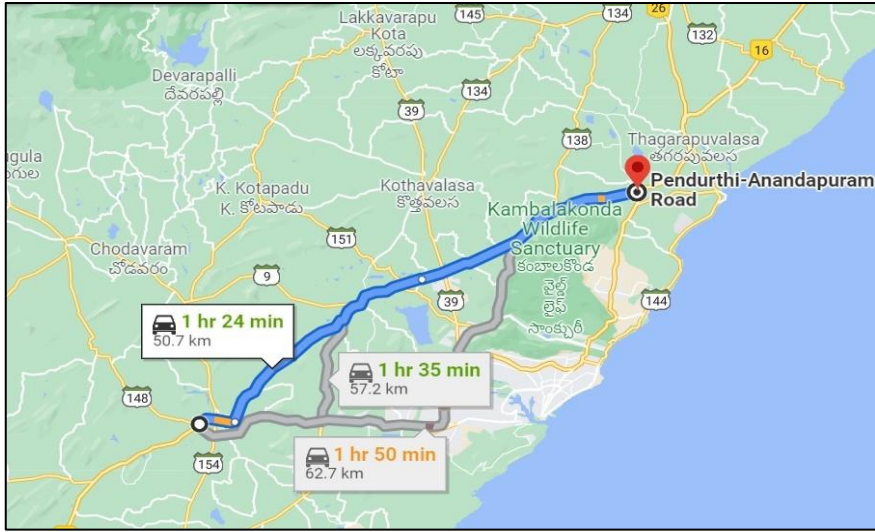 Lakkavarapu
Kota
లక్కవరపు
కోటా
145
134
26
132
16
Devarapalli
దేవరపల్లి
134
39
138
Thagarapuvalasa
తగరపువలస
ugula
Pendurthi-Anandapuram
Road
K. Kotapadu
K. కోటపాడు
Kothavalasa
కొత్తవలస
Kambalakonda
Wildlife
Sanctuary
కంబాలకొండ
వైల్డ్
లైఫ్
సాంక్చురీ
Chodavaram
చోడవరం
151
9
39
144
1 hr 24 min
50.7 km
1 hr 35 min
57.2 km
148
1 hr 50 min
62.7 km
154